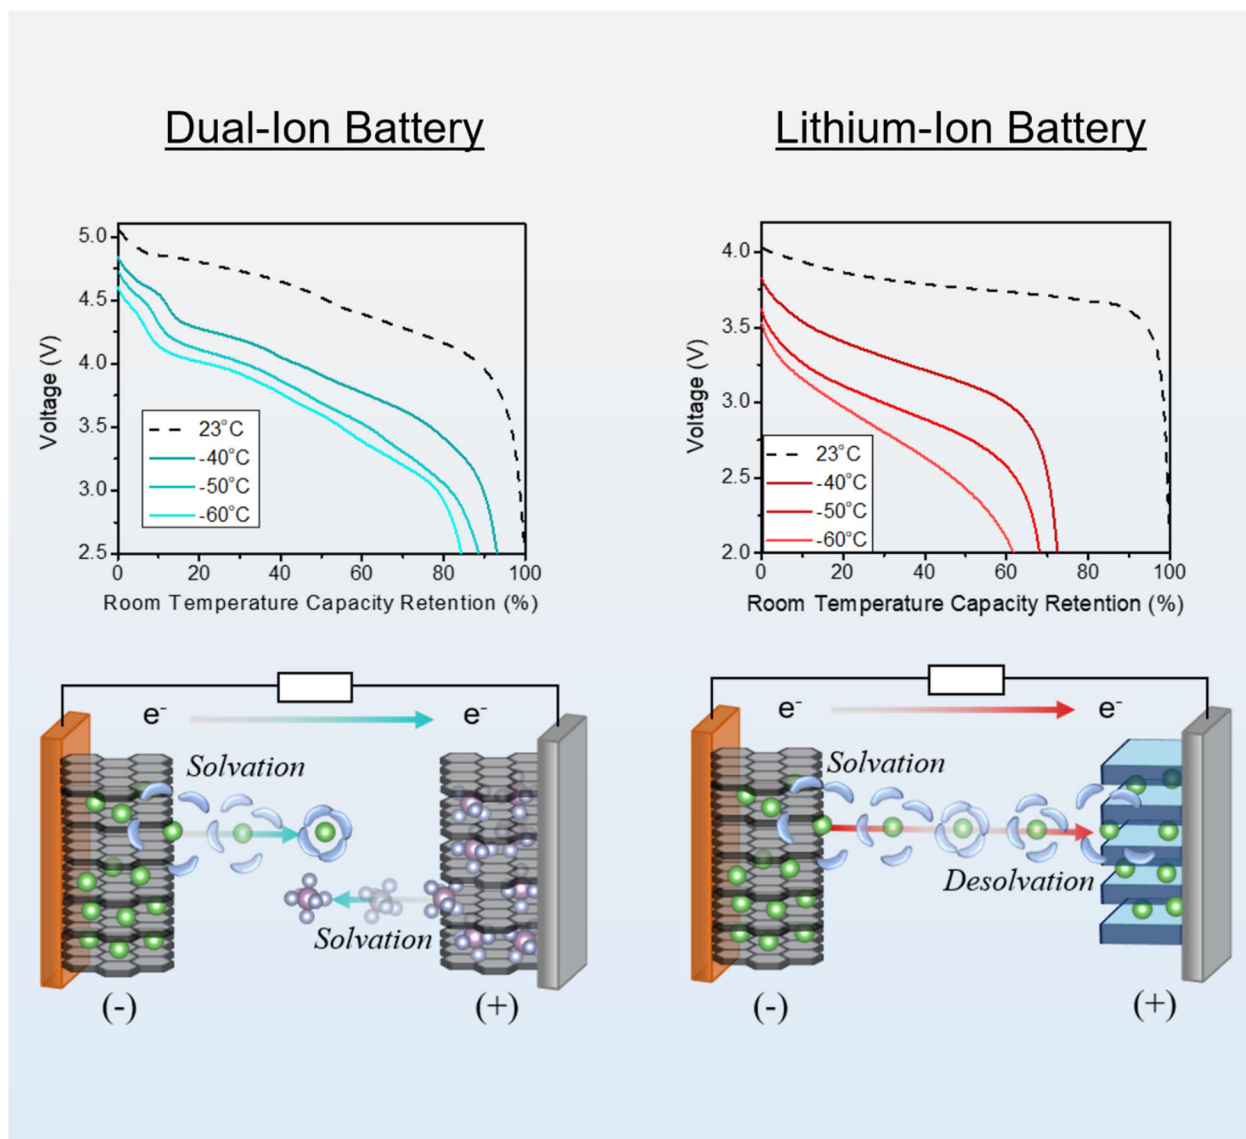 Dual-Ion Battery
Lithium-Ion Battery
5.0
4.5
4.0
3.5
3.0
2.5
Voltage (V)
23°C
-40°C
-50°C
-60°C
0 20 40 60 80 100
Room Temperature Capacity Retention (%)
4.0
3.5
3.0
2.5
2.0
Voltage (V)
23°C
-40°C
-50°C
-60°C
0 20 40 60 80 100
Room Temperature Capacity Retention (%)
e- e-
Solvation
Solvation
(-) (+)
e- e-
Solvation
Desolvation
(-) (+)